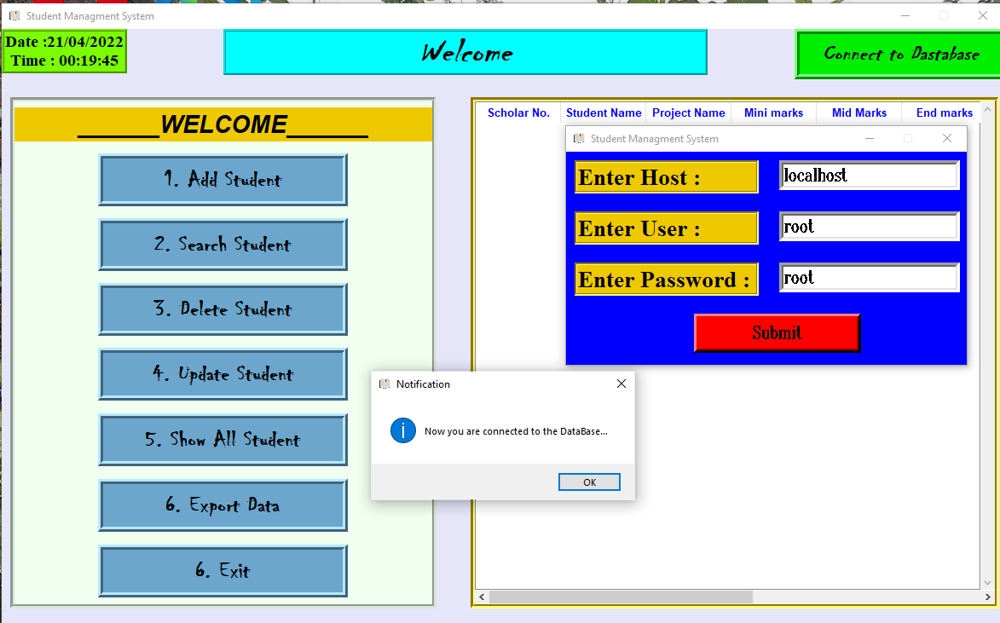 Student Managment System
Date :21/04/2022
Time : 00:19:45
Welcome
Connect to Dastabase
______WELCOME______
1. Add Student
2. Search Student
3. Delete Student
4. Update Student
5. Show All Student
6. Export Data
6. Exit
Scholar No. Student Name Project Name Mini marks Mid Marks End marks
Student Managment System
Enter Host : localhost
Enter User : root
Enter Password : root
Submit
Notification
Now you are connected to the DataBase...
OK